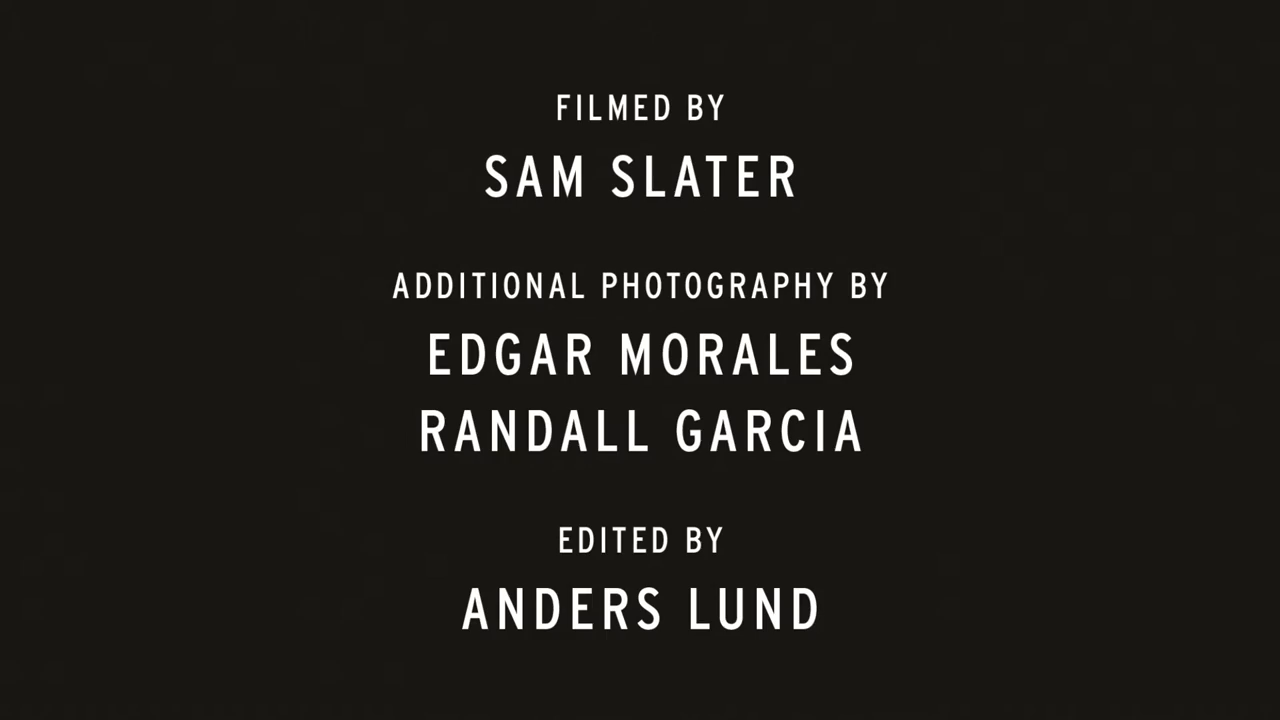 FILMED BY
SAM SLATER
ADDITIONAL PHOTOGRAPHY BY
EDGAR MORALES
RANDALL GARCIA
EDITED BY
ANDERS LUND